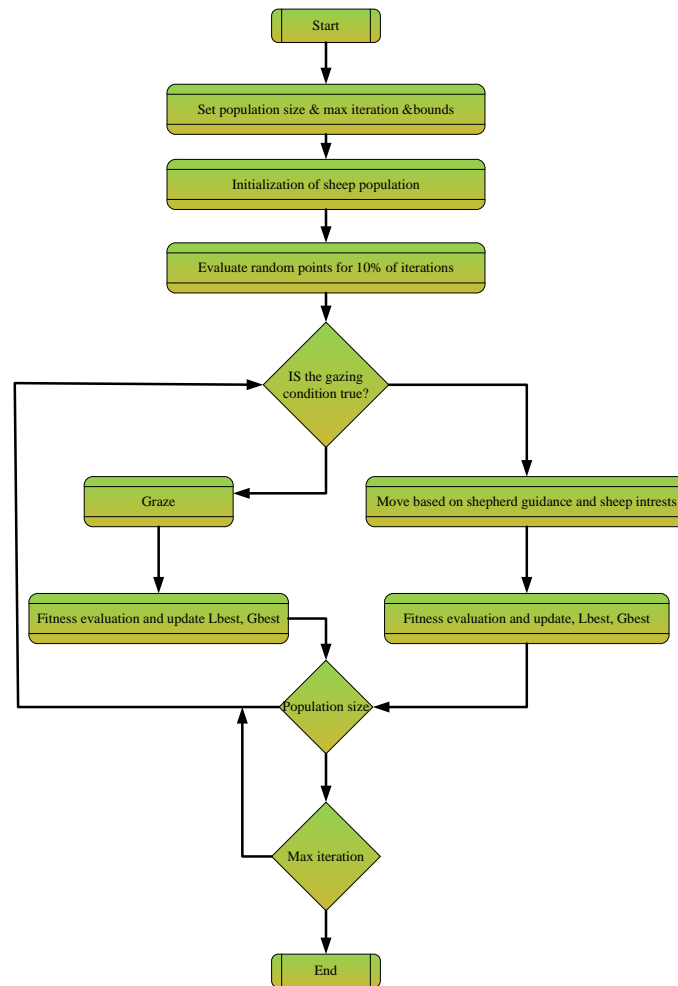 Start
Set population size & max iteration &bounds
Initialization of sheep population
Evaluate random points for 10% of iterations
IS the gazing
condition true?
Graze
Move based on shepherd guidance and sheep intrests
Fitness evaluation and update Lbest, Gbest
Fitness evaluation and update, Lbest, Gbest
Population size
Max iteration
End